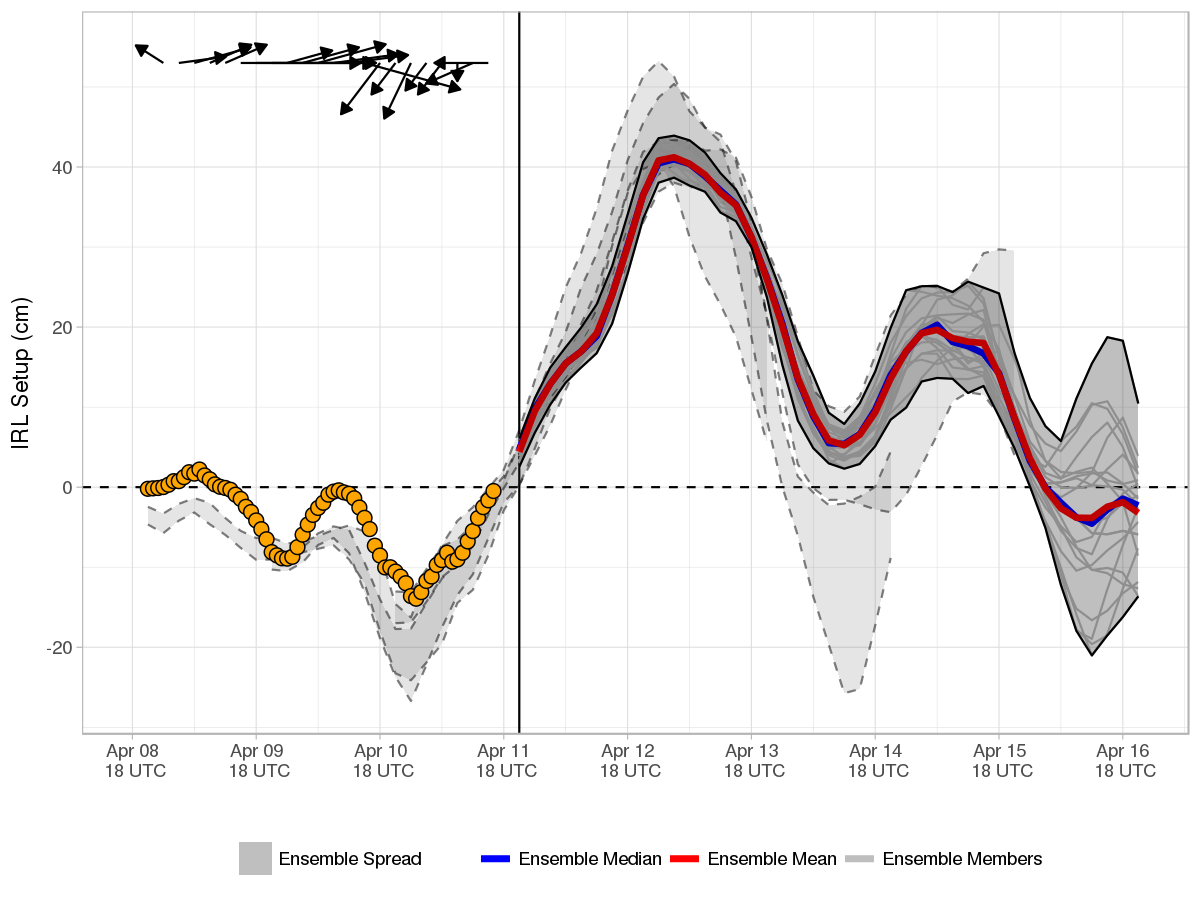 IRL Setup (cm)
40
20
0
-20
Apr 08
18 UTC
Apr 09
18 UTC
Apr 10
18 UTC
Apr 11
18 UTC
Apr 12
18 UTC
Apr 13
18 UTC
Apr 14
18 UTC
Apr 15
18 UTC
Apr 16
18 UTC
Ensemble Spread
Ensemble Median
Ensemble Mean
Ensemble Members